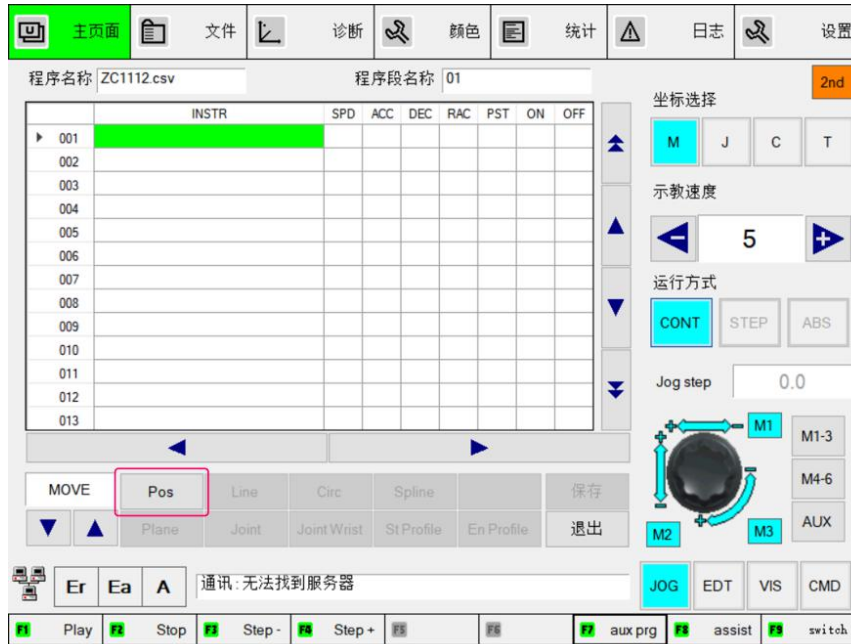 主页面 文件 诊断 颜色 统计 日志 设置
程序名称 ZC1112.csv 程序段名称 01 2nd
INSTR SPD ACC DEC RAC PST ON OFF
001
002
003
004
005
006
007
008
009
010
011
012
013
坐标选择
M J C T
示教速度
5
运行方式
CONT STEP ABS
Jog step 0.0
M1 M1-3
M4-6
M2 M3 AUX
MOVE Pos Line Circ Spline 保存
Plane Joint Joint Wrist St Profile En Profile 退出
Er Ea A 通讯:无法找到服务器 JOG EDT VIS CMD
F1 Play F2 Stop F3 Step - F4 Step + F5 F6 F7 aux prg F8 assist F9 switch